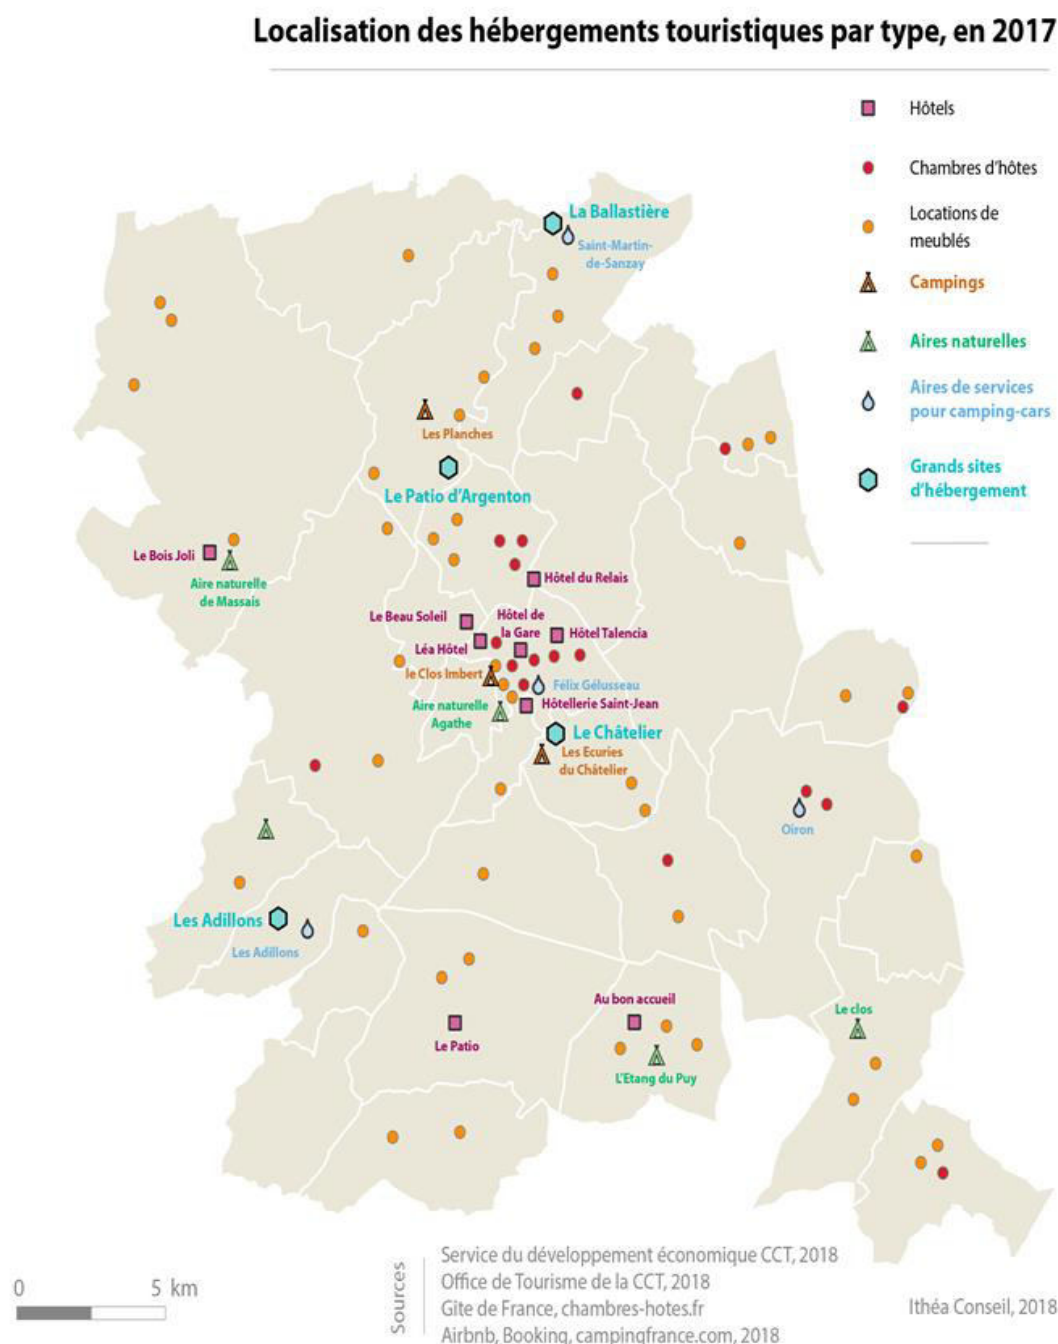 Localisation des hébergements touristiques par type, en 2017
Hôtels
Chambres d'hôtes
Locations de
meublés
Campings
Aires naturelles
Aires de services
pour camping-cars
Grands sites
d'hébergement
La Ballastière
Saint-Martin-
de-Sanzay
Les Planches
Le Patio d'Argenton
Le Bois Joli
Aire naturelle
de Massais
Hôtel du Relais
Le Beau Soleil
Hôtel de
la Gare
Hôtel Talencia
Léa Hôtel
le Clos Imbert
Félix Gélusseau
Aire naturelle
Agathe
Hôtellerie Saint-Jean
Le Châtelier
Les Ecuries
du Châtelier
Oiron
Les Adillons
Les Adillons
Au bon accueil
Le clos
Le Patio
L'Etang du Puy
0 5 km
Sources
Service du développement économique CCT, 2018
Office de Tourisme de la CCT, 2018
Gite de France, chambres-hotes.fr
Airbnb, Booking, campingfrance.com, 2018
Ithéa Conseil, 2018